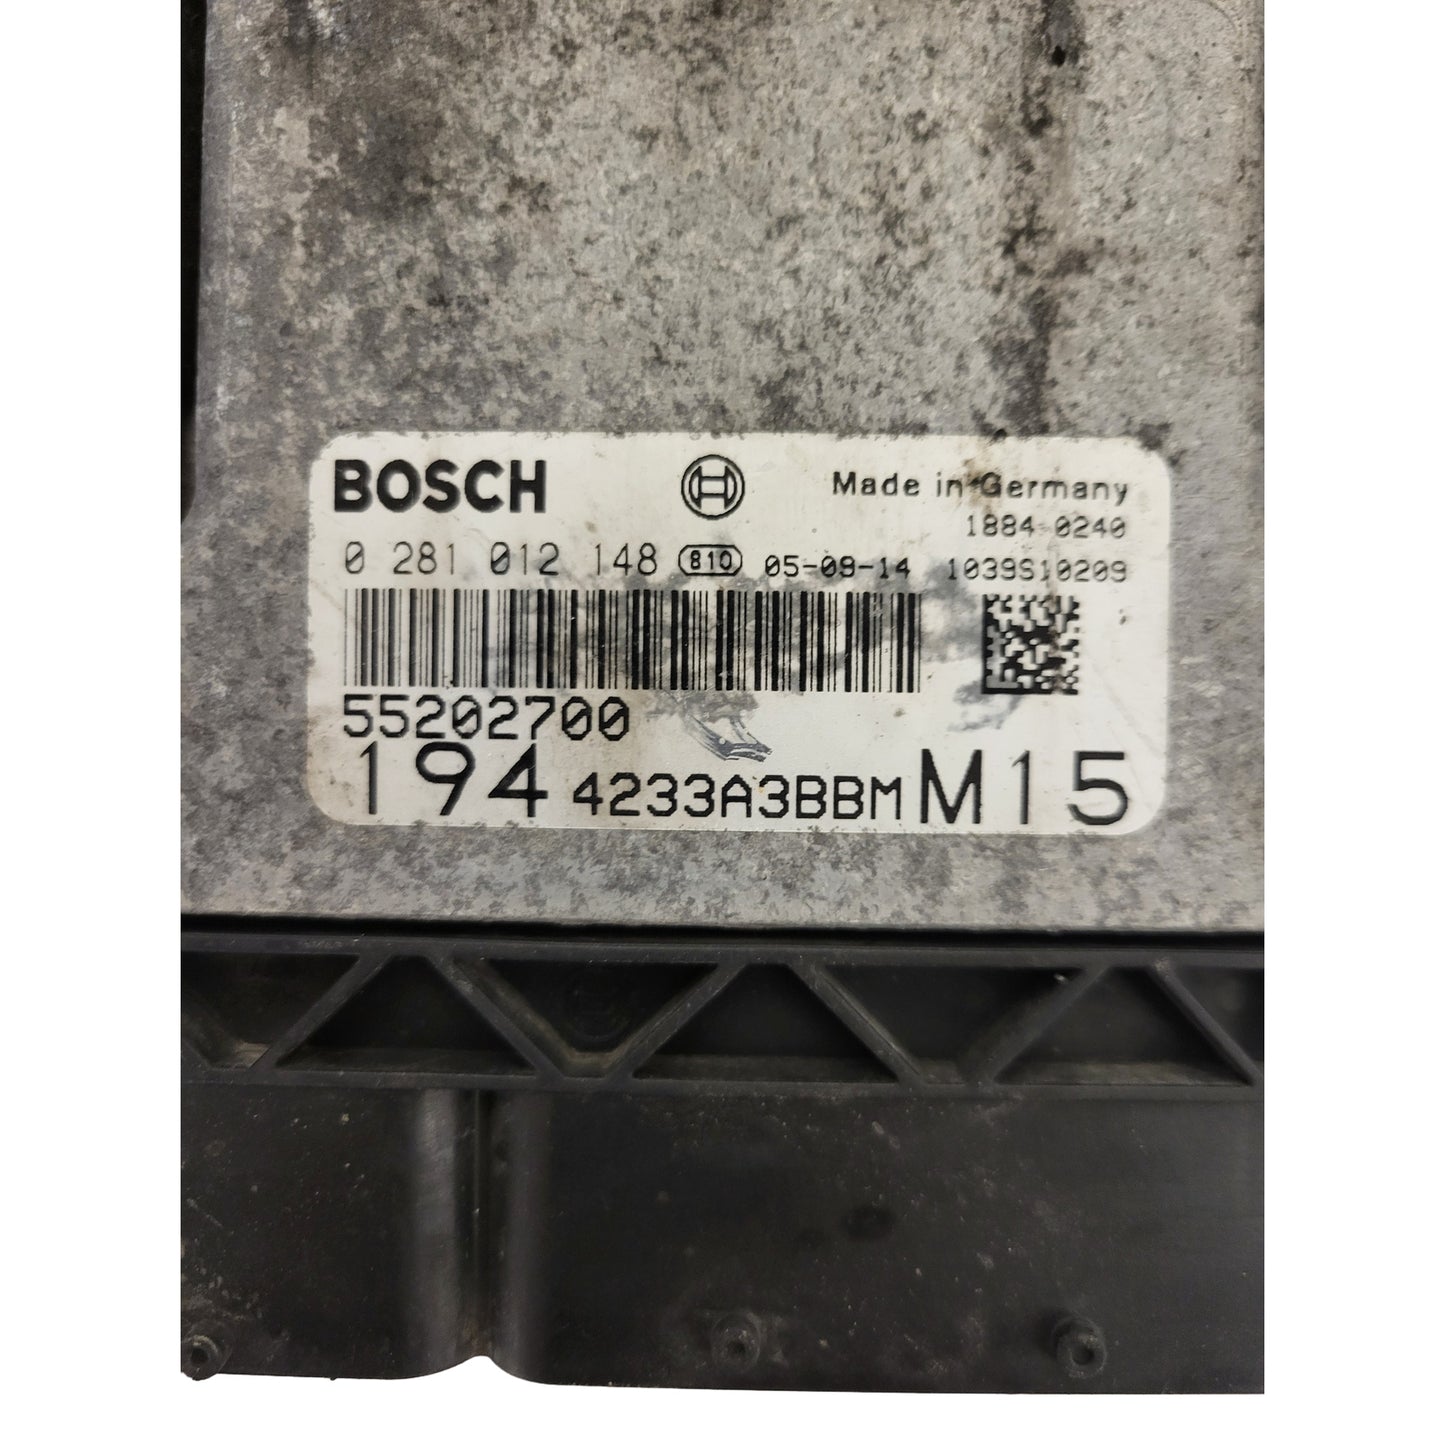 BOSCH Made in Germany
1884 0240
0 281 012 148 810 05-09-14 1039S10209
55202700
194 4233A3BBM M15